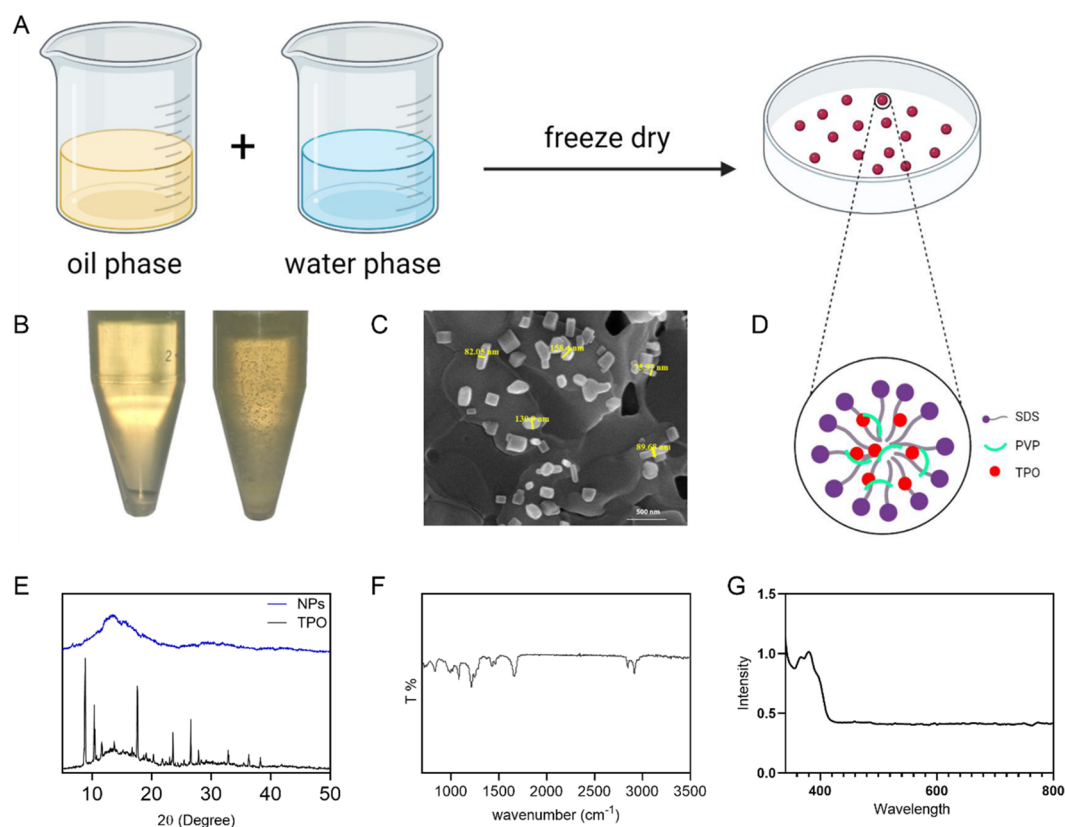 A
+
freeze dry
oil phase
water phase
B
2
C
82.05 nm
158.4 nm
130.9 nm
89.68 nm
500 nm
D
SDS
PVP
TPO
E
NPs
TPO
10 20 30 40 50
2θ (Degree)
F
T %
1000 1500 2000 2500 3000 3500
wavenumber (cm⁻¹)
G
Intensity
1.5
1.0
0.5
0.0
400 600 800
Wavelength